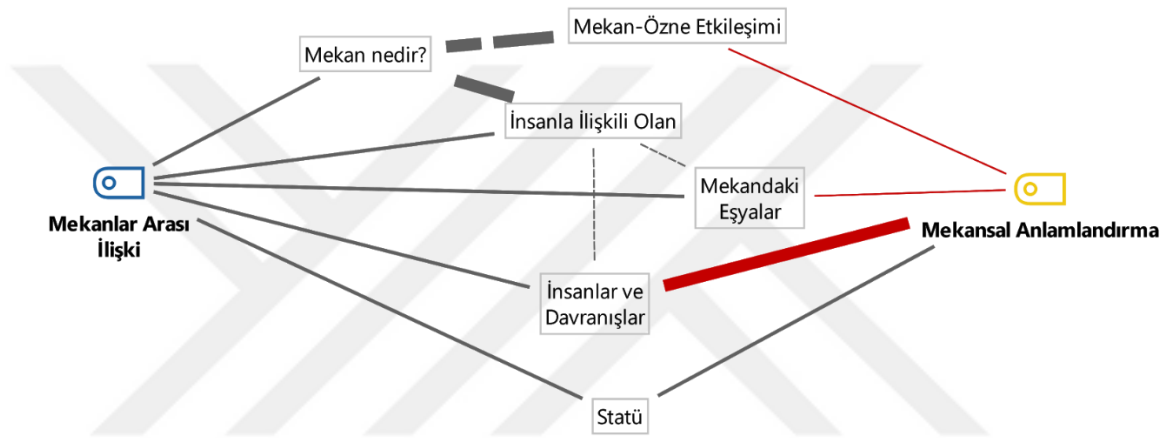 Mekan-Özne Etkileşimi
Mekan nedir?
İnsanla İlişkili Olan
Mekandaki
Eşyalar
Mekanlar Arası
İlişki
Mekansal Anlamlandırma
İnsanlar ve
Davranışlar
Statü